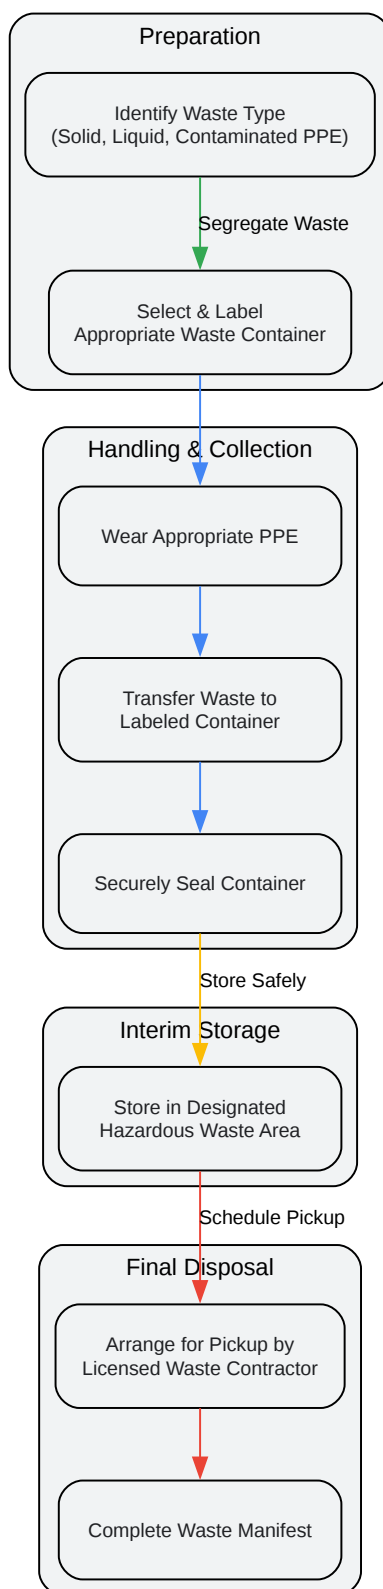 Preparation
Identify Waste Type
(Solid, Liquid, Contaminated PPE)
Segregate Waste
Select & Label
Appropriate Waste Container
Handling & Collection
Wear Appropriate PPE
Transfer Waste to
Labeled Container
Securely Seal Container
Store Safely
Interim Storage
Store in Designated
Hazardous Waste Area
Schedule Pickup
Final Disposal
Arrange for Pickup by
Licensed Waste Contractor
Complete Waste Manifest